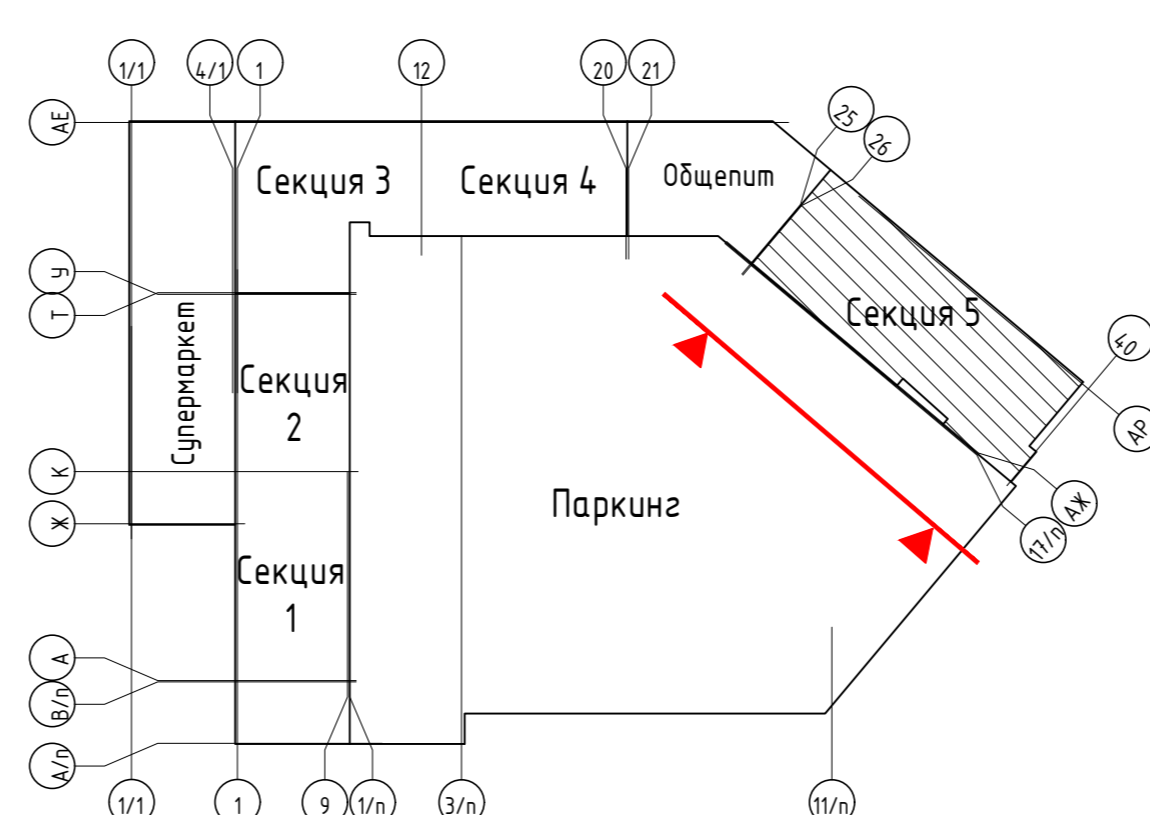 1/1
4/1
1
12
20
21
АЕ
25
26
Секция 3
Секция 4
Общепит
У
Т
Секция 5
40
Супермаркет
Секция
2
АР
К
Ж
Паркинг
АЖ
17/п
Секция
1
А
В/п
А/п
1/1
1
9
1/п
3/п
11/п